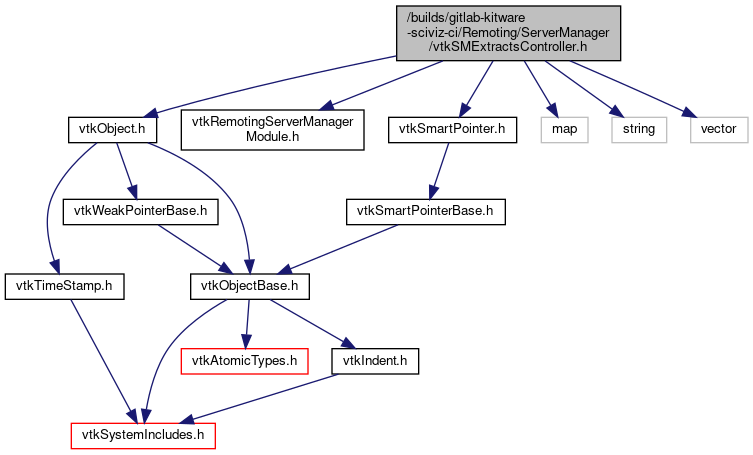 /builds/gitlab-kitware
-sciviz-ci/Remoting/ServerManager
/vtkSMExtractsController.h
vtkObject.h
vtkRemotingServerManager
Module.h
vtkSmartPointer.h
map
string
vector
vtkWeakPointerBase.h
vtkSmartPointerBase.h
vtkTimeStamp.h
vtkObjectBase.h
vtkAtomicTypes.h
vtkIndent.h
vtkSystemIncludes.h